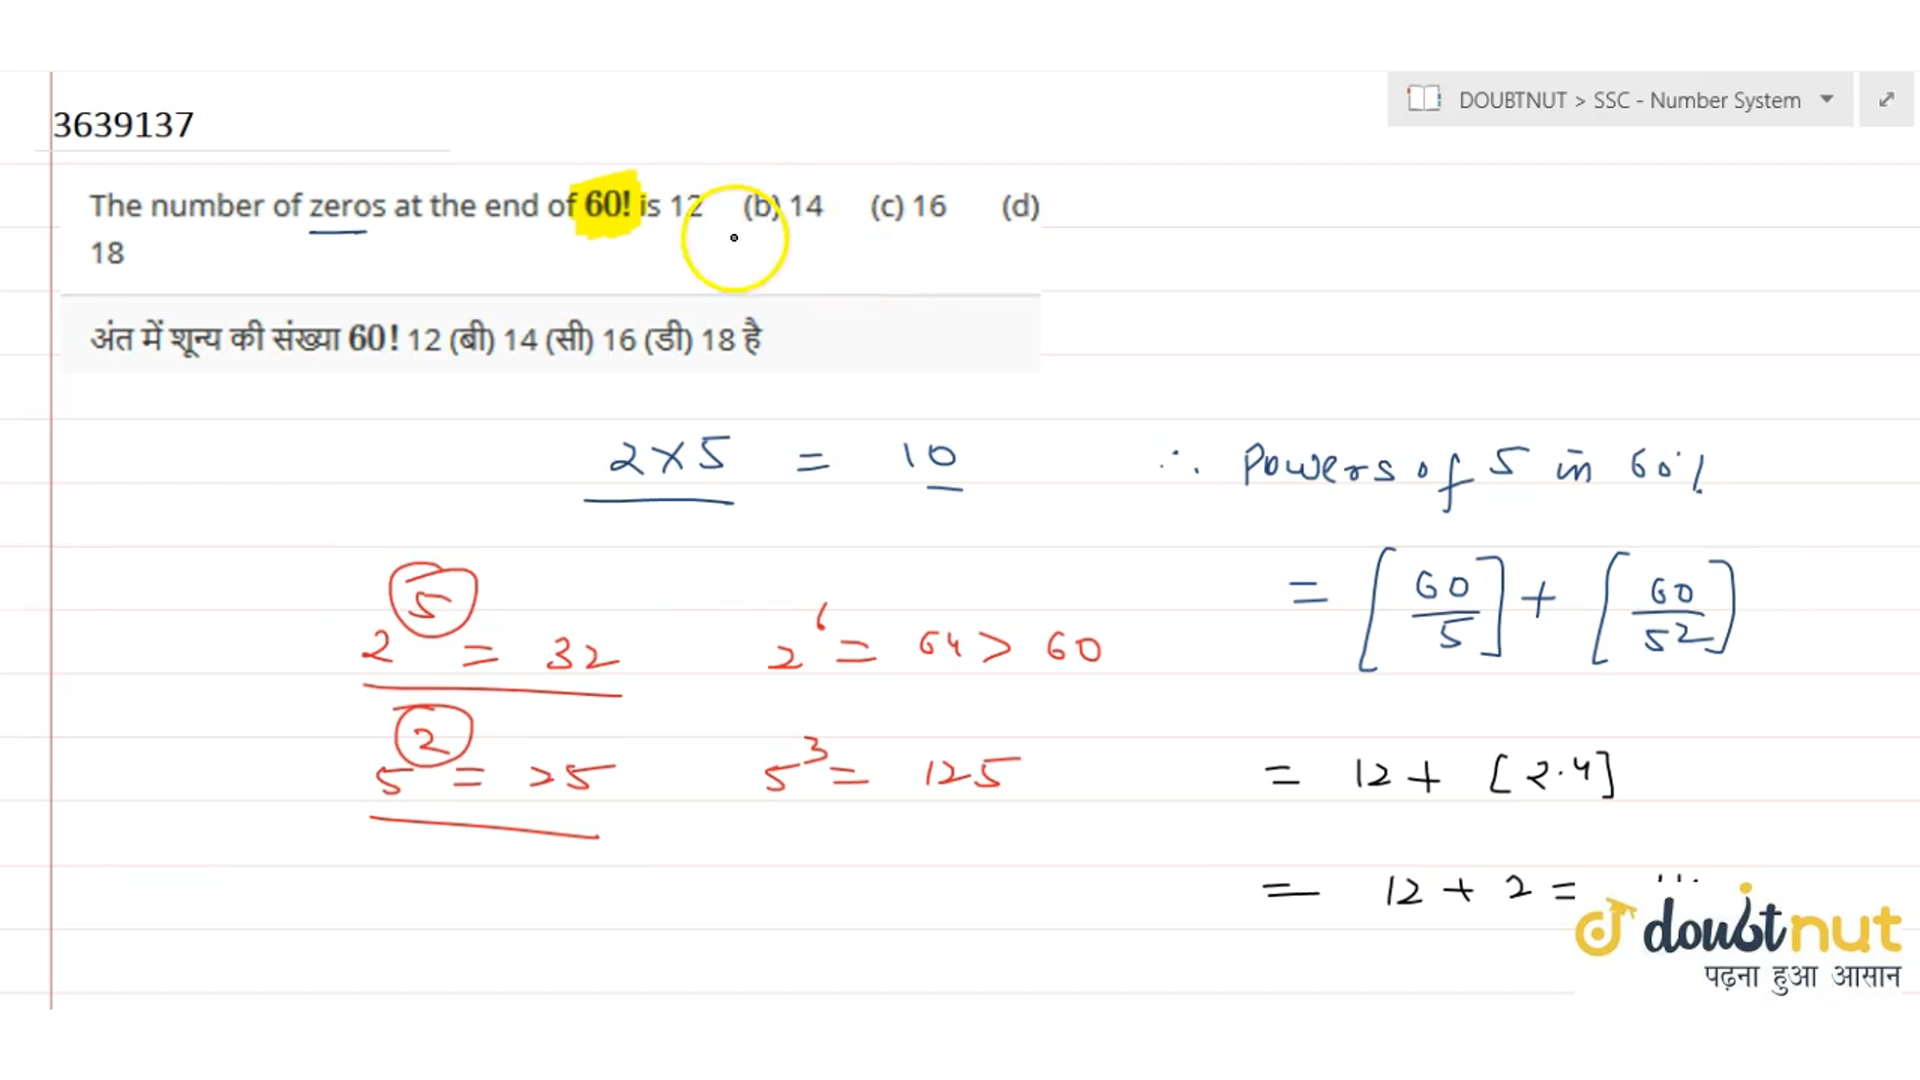 DOUBTNUT > SSC - Number System
3639137
The number of zeros at the end of 60! is 12 (b) 14 (c) 16 (d)
18
अंत में शून्य की संख्या 60! 12 (बी) 14 (सी) 16 (डी) 18 है
2 × 5 = 10
2^5 = 32 2^6 = 64 > 60
5^2 = 25 5^3 = 125
∴ Powers of 5 in 60!
= [60/5] + [60/5^2]
= 12 + [2.4]
= 12 + 2 =
doubtnut
पढ़ना हुआ आसान